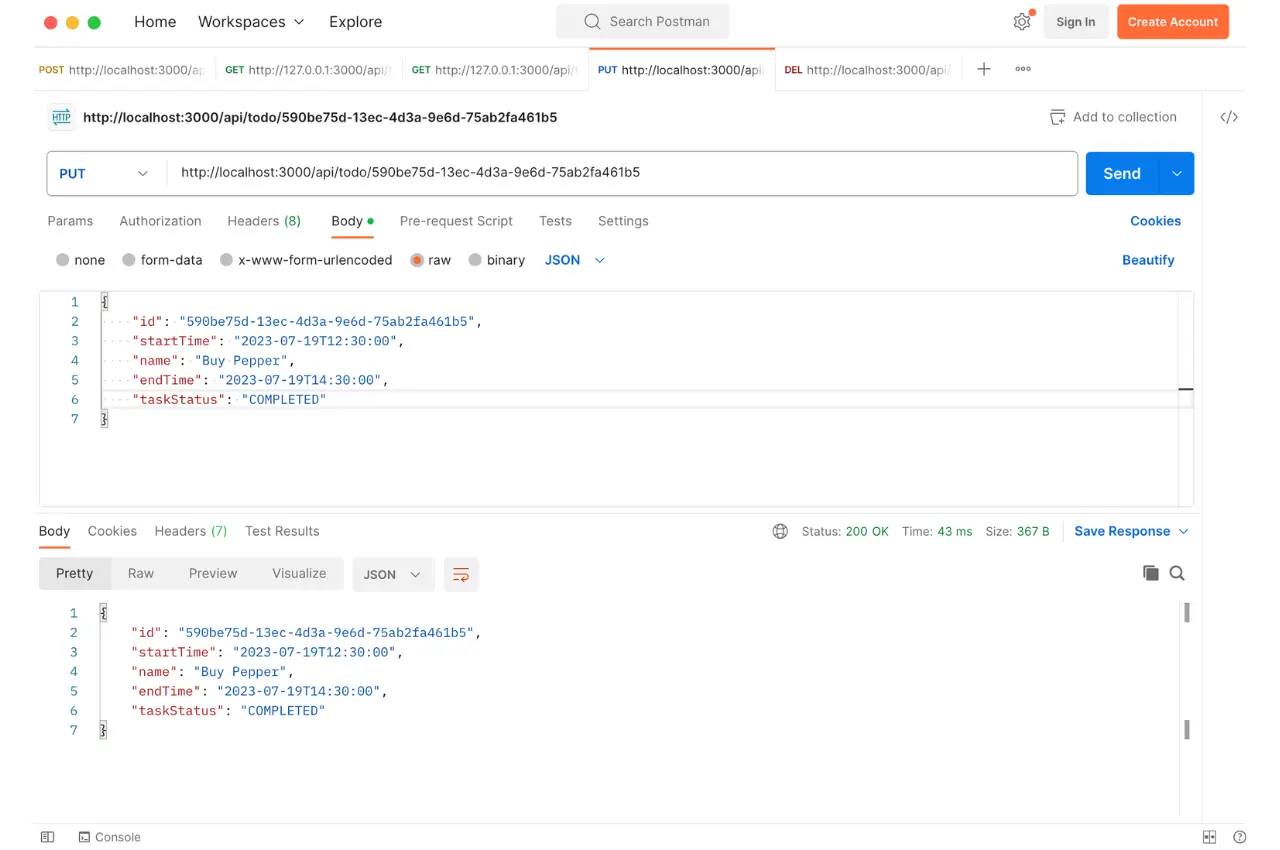 Home Workspaces Explore Search Postman Sign In Create Account
POST http://localhost:3000/ap GET http://127.0.0.1:3000/api/ GET http://127.0.0.1:3000/api/ PUT http://localhost:3000/api DEL http://localhost:3000/api/
HTTP http://localhost:3000/api/todo/590be75d-13ec-4d3a-9e6d-75ab2fa461b5 Add to collection </>
PUT http://localhost:3000/api/todo/590be75d-13ec-4d3a-9e6d-75ab2fa461b5 Send
Params Authorization Headers (8) Body Pre-request Script Tests Settings Cookies
none form-data x-www-form-urlencoded raw binary JSON Beautify
1 {
2 "id": "590be75d-13ec-4d3a-9e6d-75ab2fa461b5",
3 "startTime": "2023-07-19T12:30:00",
4 "name": "Buy Pepper",
5 "endTime": "2023-07-19T14:30:00",
6 "taskStatus": "COMPLETED"
7 }
Body Cookies Headers (7) Test Results Status: 200 OK Time: 43 ms Size: 367 B Save Response
Pretty Raw Preview Visualize JSON
1 {
2 "id": "590be75d-13ec-4d3a-9e6d-75ab2fa461b5",
3 "startTime": "2023-07-19T12:30:00",
4 "name": "Buy Pepper",
5 "endTime": "2023-07-19T14:30:00",
6 "taskStatus": "COMPLETED"
7 }
Console